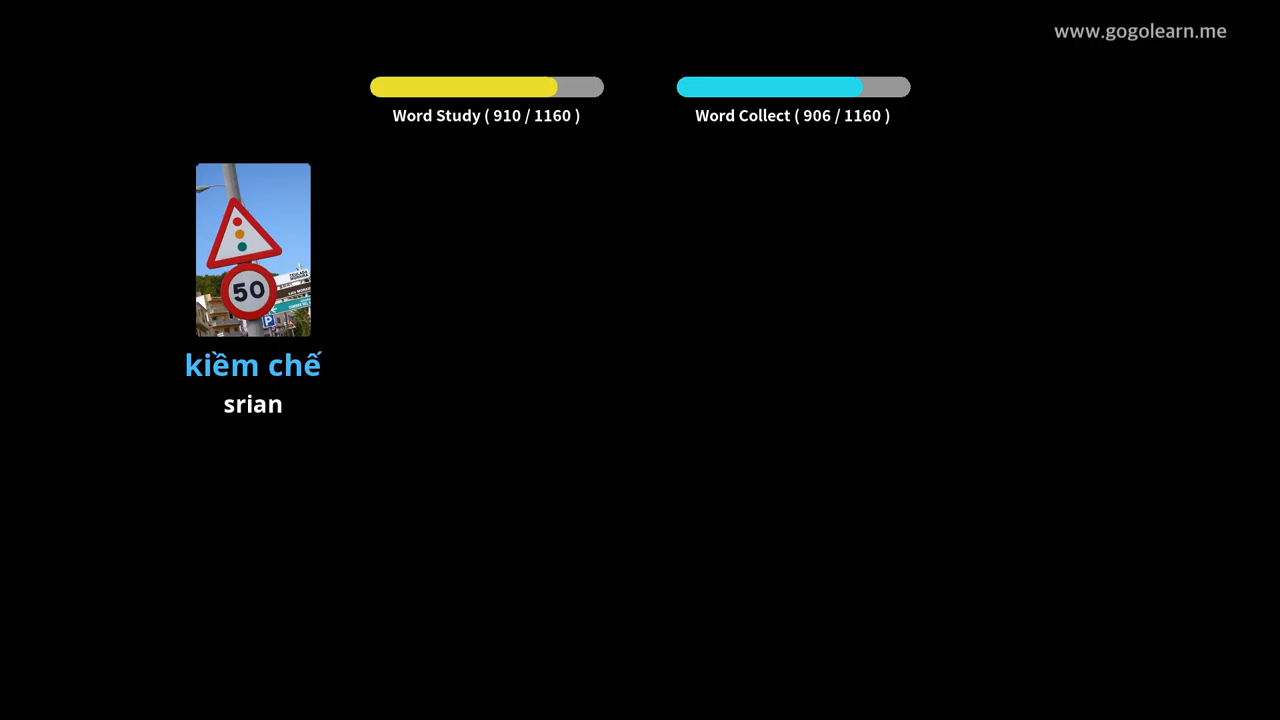 www.gogolearn.me
Word Study ( 910 / 1160 )
Word Collect ( 906 / 1160 )
50
P
kiềm chế
srian